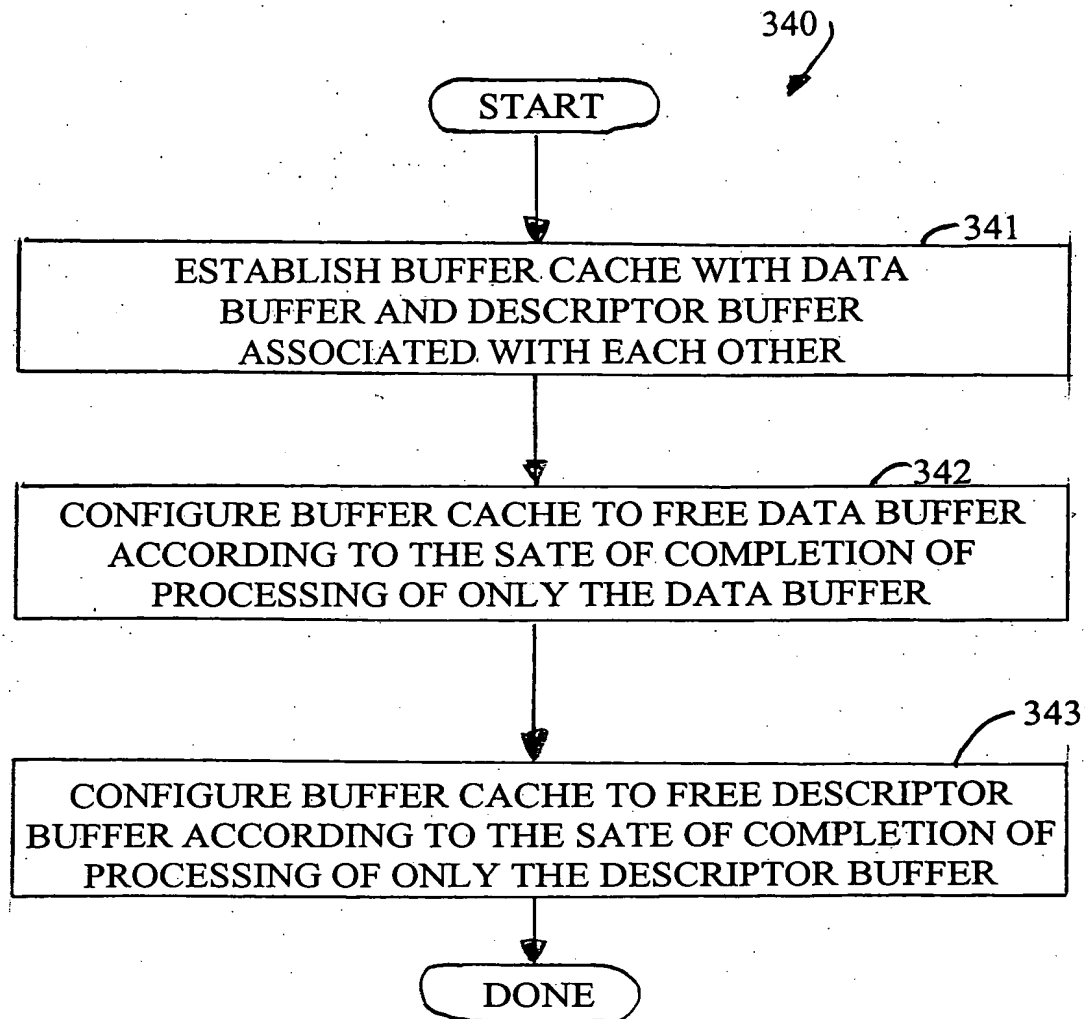 340
START
341
ESTABLISH BUFFER CACHE WITH DATA
BUFFER AND DESCRIPTOR BUFFER
ASSOCIATED WITH EACH OTHER
342
CONFIGURE BUFFER CACHE TO FREE DATA BUFFER
ACCORDING TO THE SATE OF COMPLETION OF
PROCESSING OF ONLY THE DATA BUFFER
343
CONFIGURE BUFFER CACHE TO FREE DESCRIPTOR
BUFFER ACCORDING TO THE SATE OF COMPLETION OF
PROCESSING OF ONLY THE DESCRIPTOR BUFFER
DONE